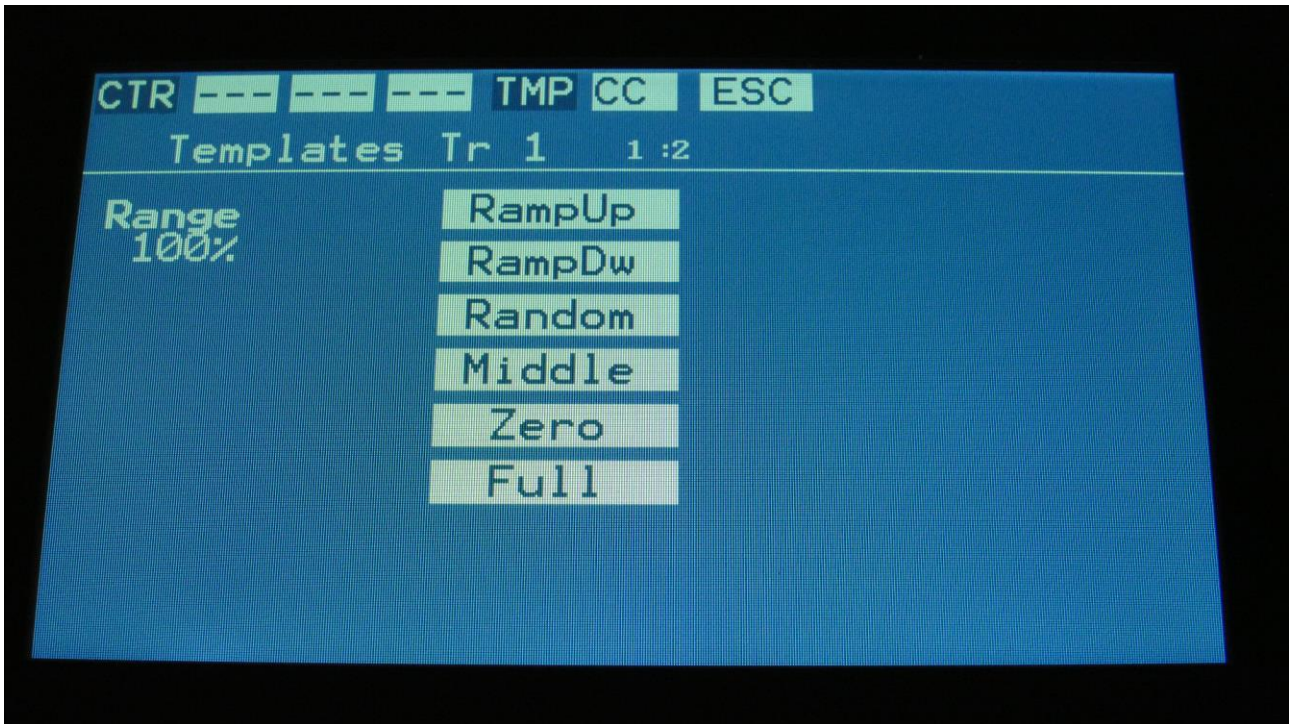 CTR --- --- --- TMP CC ESC
Templates Tr 1 1 :2
Range
100%
RampUp
RampDw
Random
Middle
Zero
Full